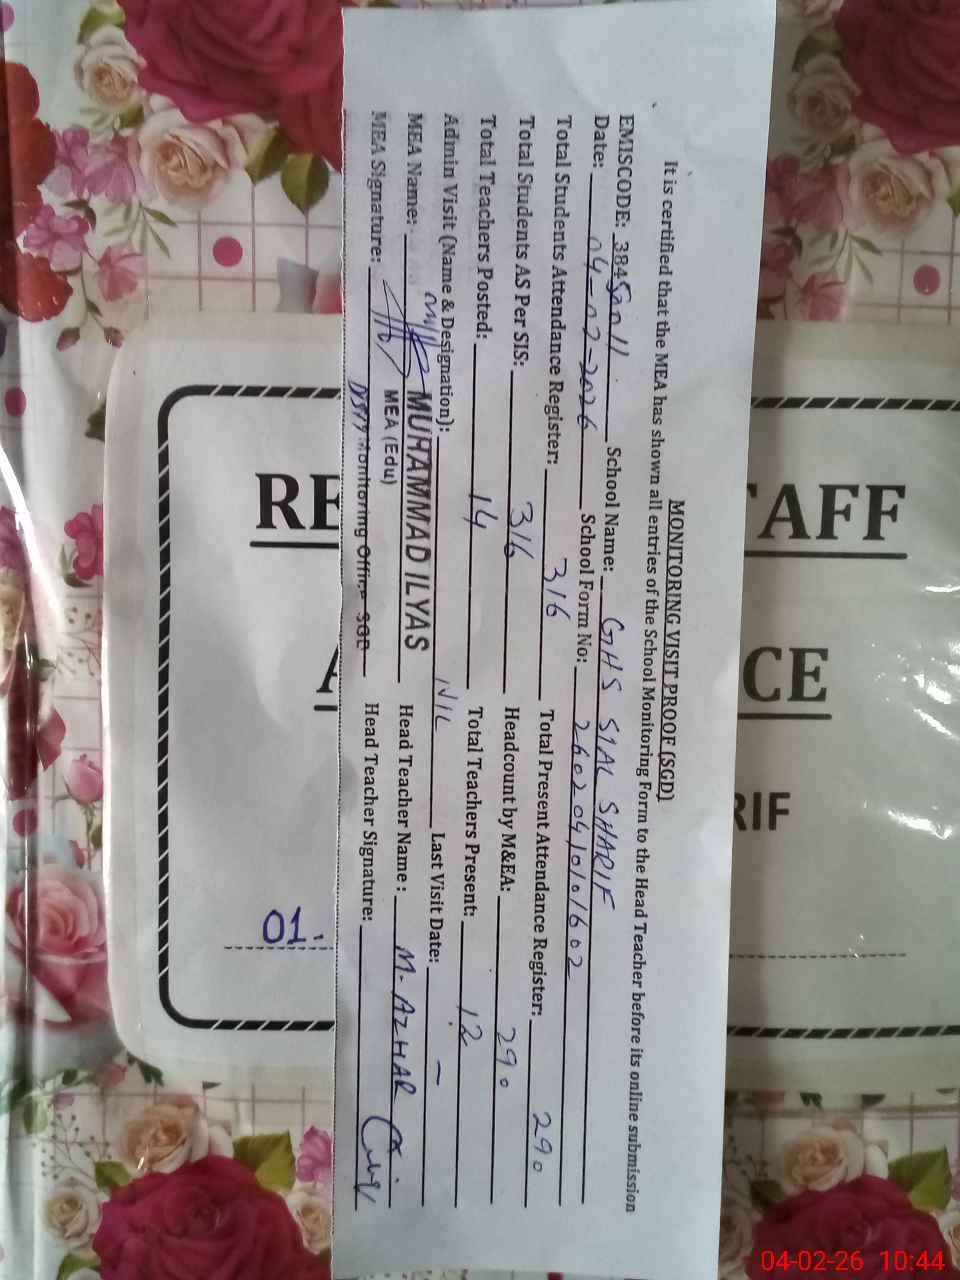 MONITORING VISIT PROOF (SGD)
It is certified that the MEA has shown all entries of the School Monitoring Form to the Head Teacher before its online submission
EMISCODE: 38450011 School Name: GHS SIAL SHARIF
Date: 04-02-2026 School Form No: 26020410101602
Total Students Attendance Register: 316 Total Present Attendance Register: 290
Total Students AS Per SIS: 316 Headcount by M&EA: 290
Total Teachers Posted: 14 Total Teachers Present: 12
Admin Visit (Name & Designation): NIL Last Visit Date: -
MEA Name: MUHAMMAD ILYAS Head Teacher Name: M. AZHAR
MEA (Edu)
MEA Signature: Monitoring Office SGD Head Teacher Signature:
RE
AFF
CE
RIF
01.
04-02-26 10:44